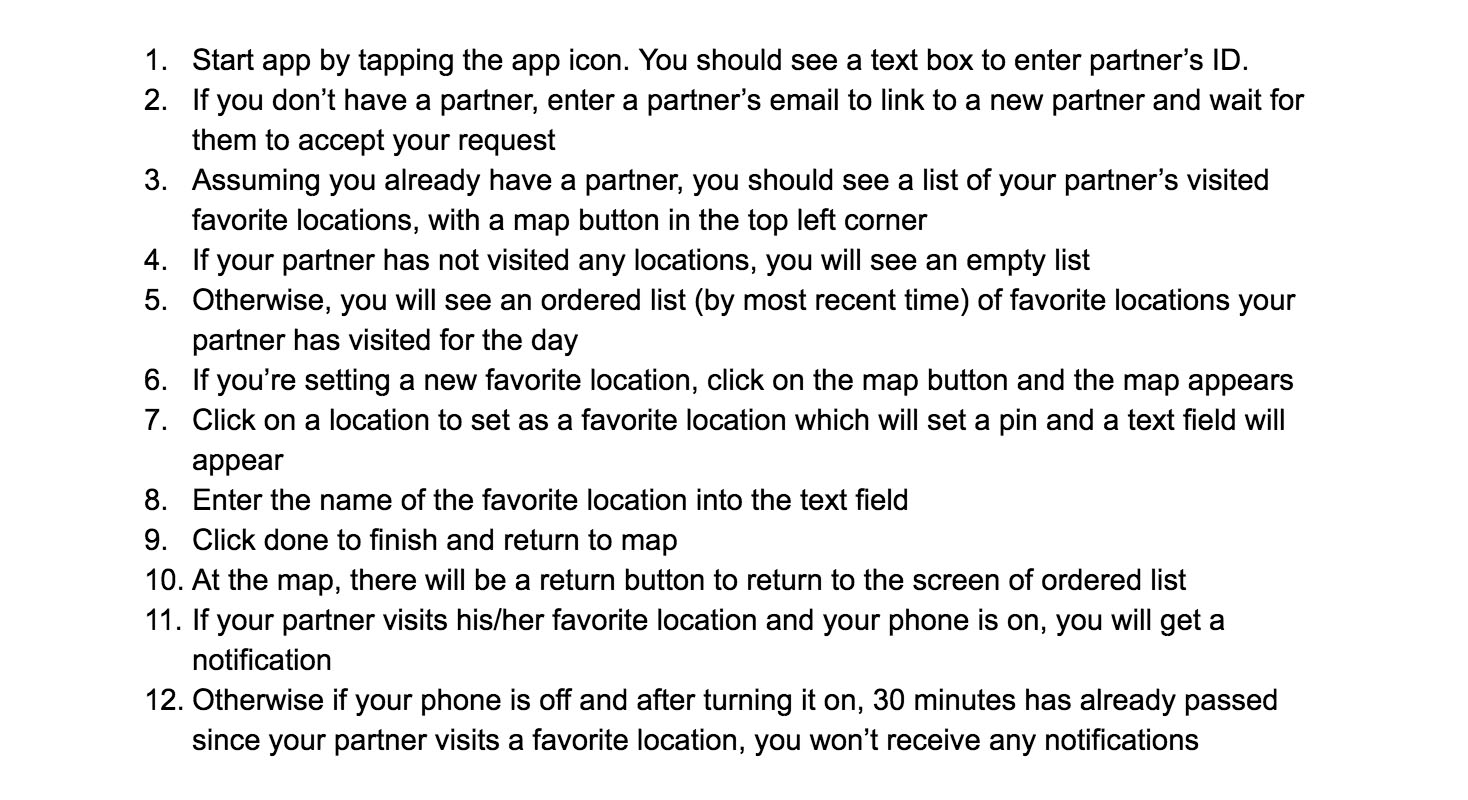 1. Start app by tapping the app icon. You should see a text box to enter partner’s ID.
2. If you don’t have a partner, enter a partner’s email to link to a new partner and wait for
them to accept your request
3. Assuming you already have a partner, you should see a list of your partner’s visited
favorite locations, with a map button in the top left corner
4. If your partner has not visited any locations, you will see an empty list
5. Otherwise, you will see an ordered list (by most recent time) of favorite locations your
partner has visited for the day
6. If you’re setting a new favorite location, click on the map button and the map appears
7. Click on a location to set as a favorite location which will set a pin and a text field will
appear
8. Enter the name of the favorite location into the text field
9. Click done to finish and return to map
10. At the map, there will be a return button to return to the screen of ordered list
11. If your partner visits his/her favorite location and your phone is on, you will get a
notification
12. Otherwise if your phone is off and after turning it on, 30 minutes has already passed
since your partner visits a favorite location, you won’t receive any notifications